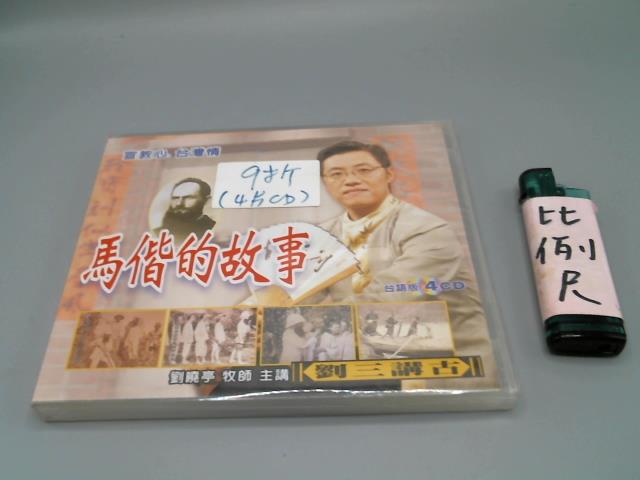 宣教心 台灣情
9折
(4片CD)
馬偕的故事
台語版 4CD
劉曉亭 牧師 主講
劉三講古
比例尺